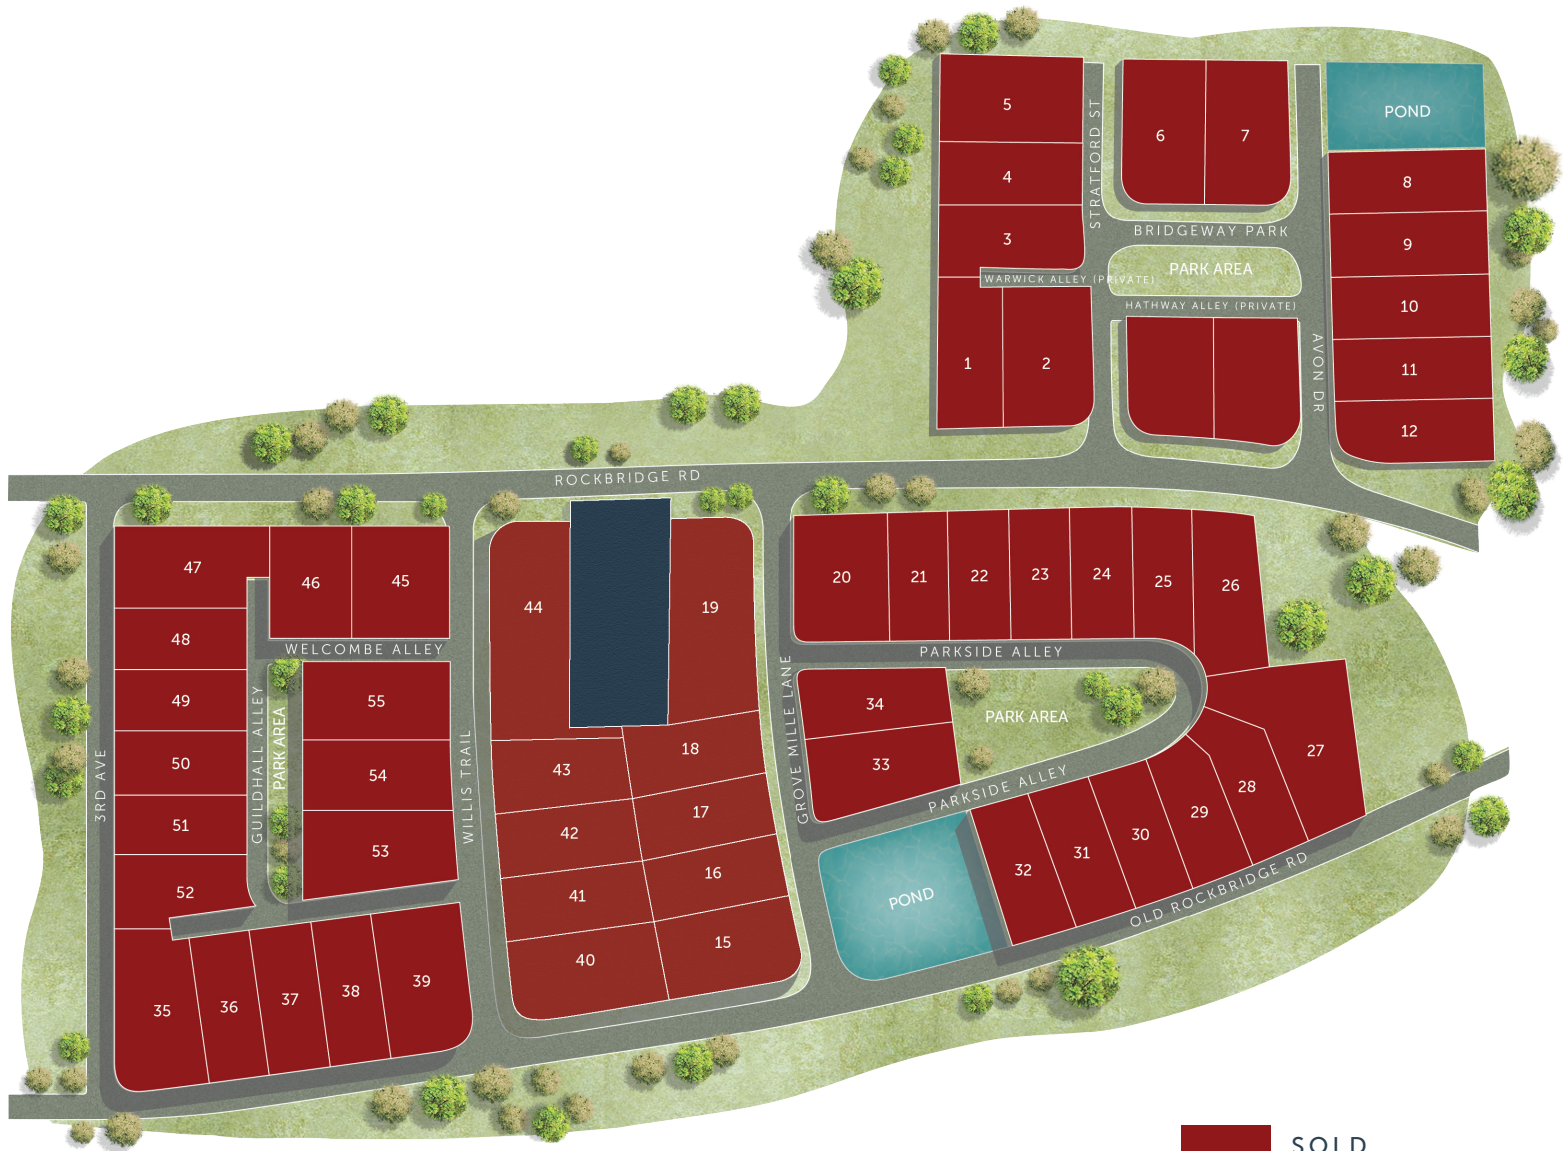 5
4
3
STRATFORD ST
6
7
POND
8
9
10
11
12
BRIDGEWAY PARK
PARK AREA
WARWICK ALLEY (PRIVATE)
HATHWAY ALLEY (PRIVATE)
1
2
AVON DR
ROCKBRIDGE RD
47
46
45
48
49
50
51
52
WELCOMBE ALLEY
GUILDHALL ALLEY
PARK AREA
3RD AVE
55
54
53
WILLIS TRAIL
35
36
37
38
39
44
19
43
18
42
17
41
16
40
15
GROVE MILLE LANE
20
21
22
23
24
25
26
PARKSIDE ALLEY
34
33
PARK AREA
PARKSIDE ALLEY
27
28
29
30
31
32
POND
OLD ROCKBRIDGE RD
SOLD